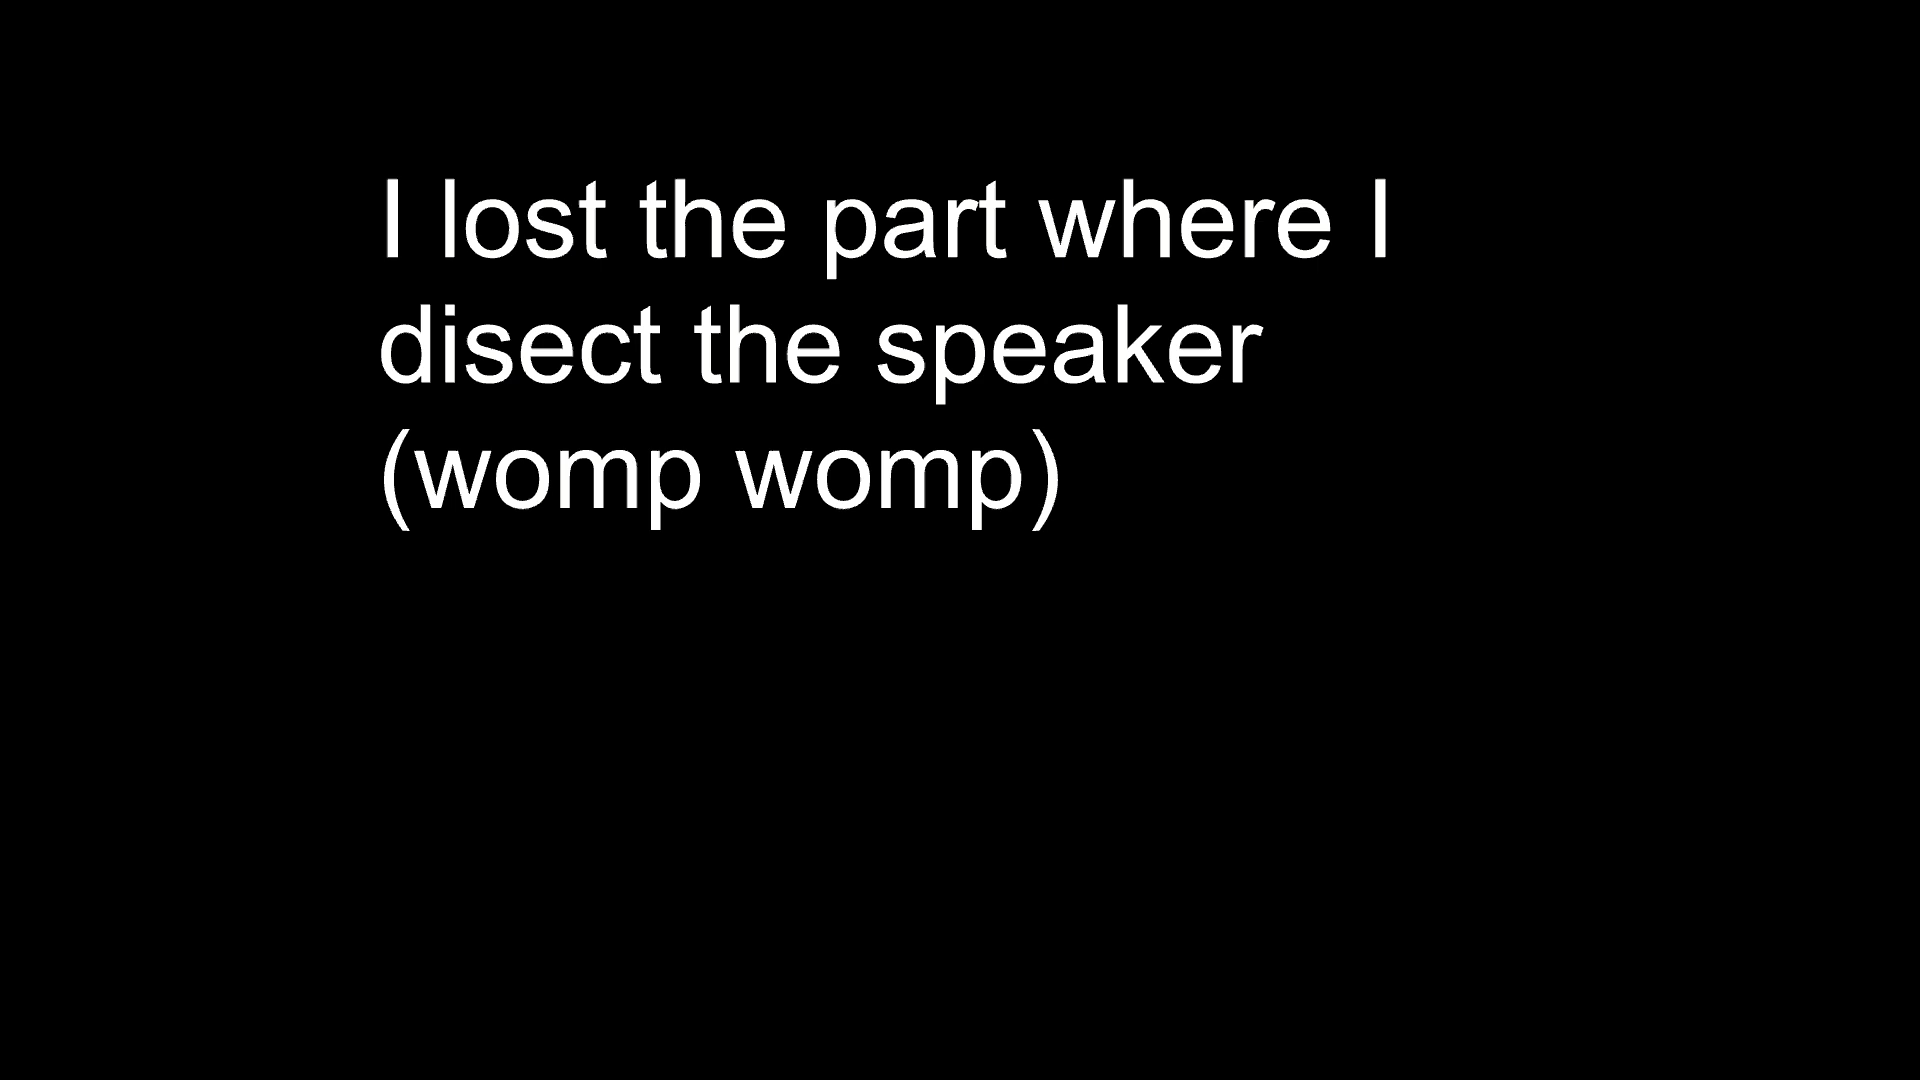 I lost the part where I
disect the speaker
(womp womp)